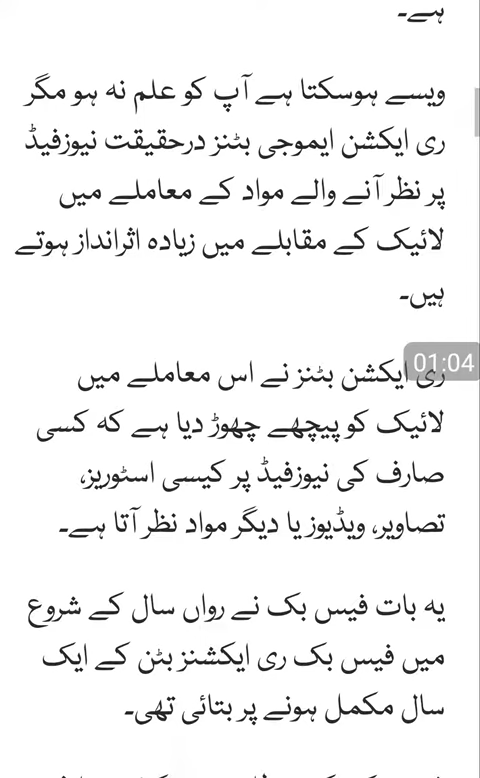 ہے۔
ویسے ہوسکتا ہے آپ کو علم نہ ہو مگر
ری ایکشن ایموجی بٹنز درحقیقت نیوزفیڈ
پر نظر آنے والے مواد کے معاملے میں
لائیک کے مقابلے میں زیادہ اثرانداز ہوتے
ہیں۔
01:04
ری ایکشن بٹنز نے اس معاملے میں
لائیک کو پیچھے چھوڑ دیا ہے کہ کسی
صارف کی نیوزفیڈ پر کیسی اسٹوریز،
تصاویر، ویڈیوز یا دیگر مواد نظر آتا ہے۔
یہ بات فیس بک نے رواں سال کے شروع
میں فیس بک ری ایکشنز بٹن کے ایک
سال مکمل ہونے پر بتائی تھی۔